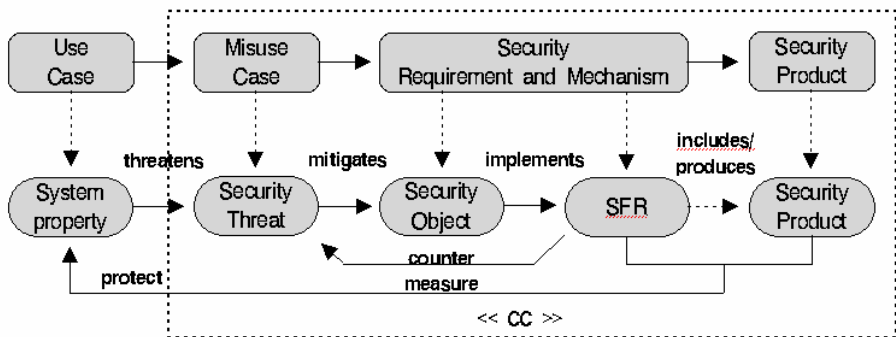 Use
Case
Misuse
Case
Security
Requirement and Mechanism
Security
Product
threatens
mitigates
implements
includes/
produces
System
property
Security
Threat
Security
Object
SFR
Security
Product
counter
measure
protect
<< CC >>